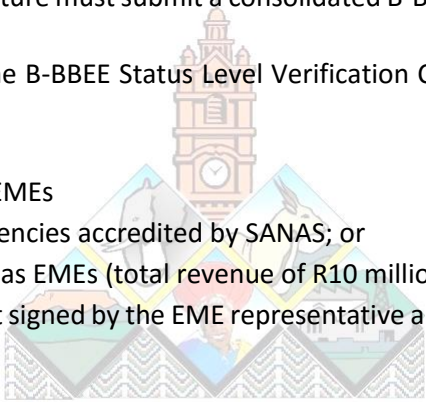 ture must submit a consolidated B-B
ne B-BBEE Status Level Verification C
EMEs
encies accredited by SANAS; or
as EMEs (total revenue of R10 millio
t signed by the EME representative a